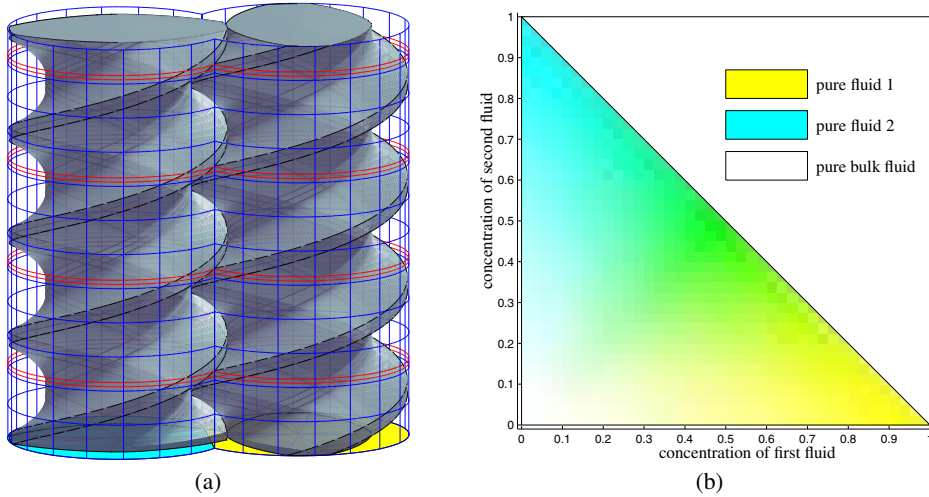 1
0.9
0.8
0.7
0.6
0.5
0.4
0.3
0.2
0.1
0
concentration of second fluid
pure fluid 1
pure fluid 2
pure bulk fluid
0 0.1 0.2 0.3 0.4 0.5 0.6 0.7 0.8 0.9 1
concentration of first fluid
(a)
(b)